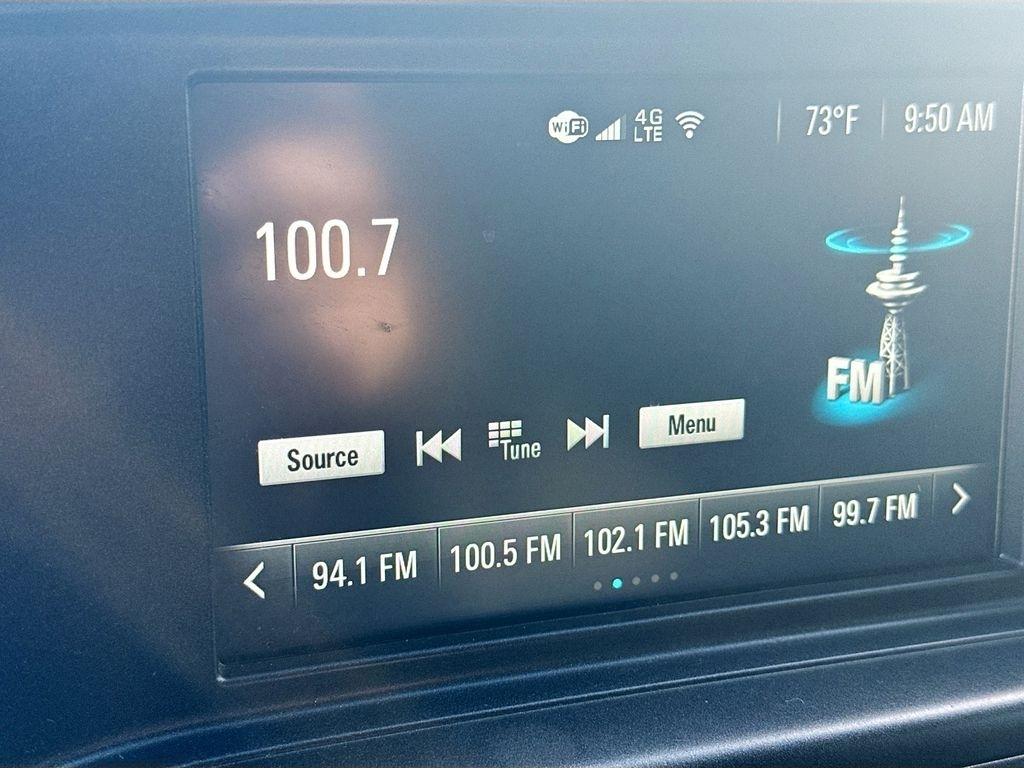 WiFi 4G LTE 73°F 9:50 AM
100.7
FM
Source Tune Menu
94.1 FM 100.5 FM 102.1 FM 105.3 FM 99.7 FM